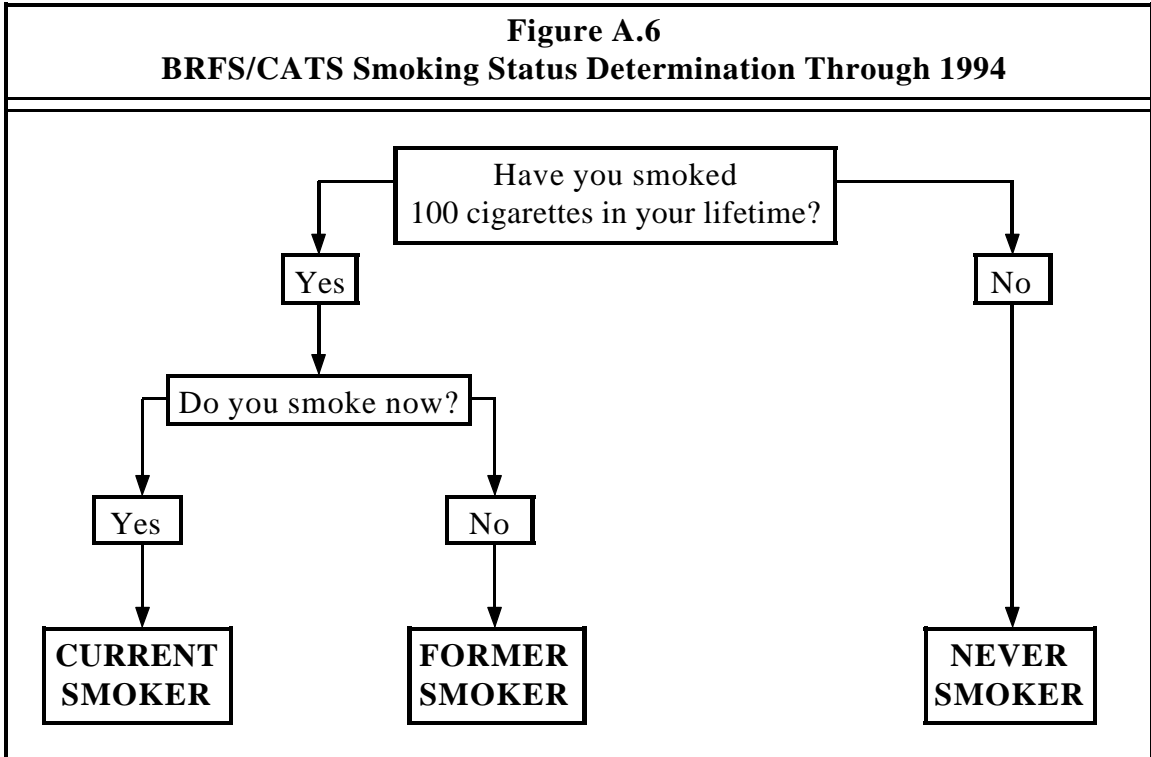 Figure A.6
BRFS/CATS Smoking Status Determination Through 1994
Have you smoked
100 cigarettes in your lifetime?
Yes
No
Do you smoke now?
Yes
No
CURRENT
SMOKER
FORMER
SMOKER
NEVER
SMOKER